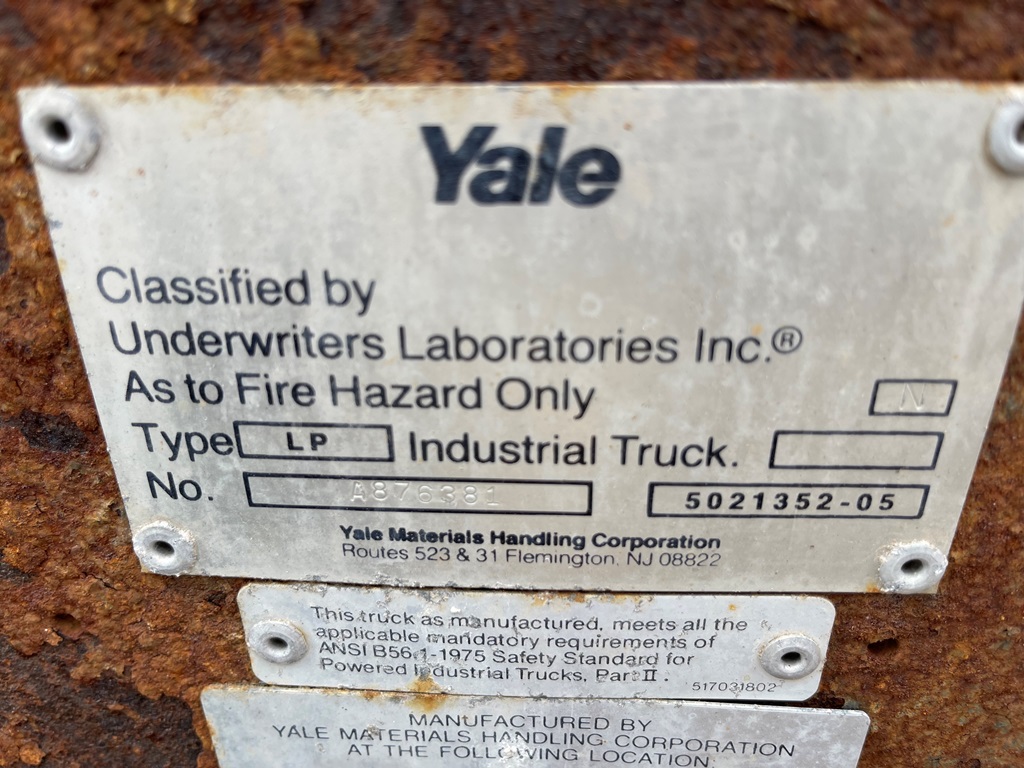 Yale
Classified by
Underwriters Laboratories Inc.®
As to Fire Hazard Only N
Type LP Industrial Truck.
No. A876381 5021352-05
Yale Materials Handling Corporation
Routes 523 & 31 Flemington, NJ 08822
This truck as manufactured, meets all the
applicable mandatory requirements of
ANSI B56.1-1975 Safety Standard for
Powered Industrial Trucks, Part II.
517031802
MANUFACTURED BY
YALE MATERIALS HANDLING CORPORATION
AT THE FOLLOWING LOCATION: